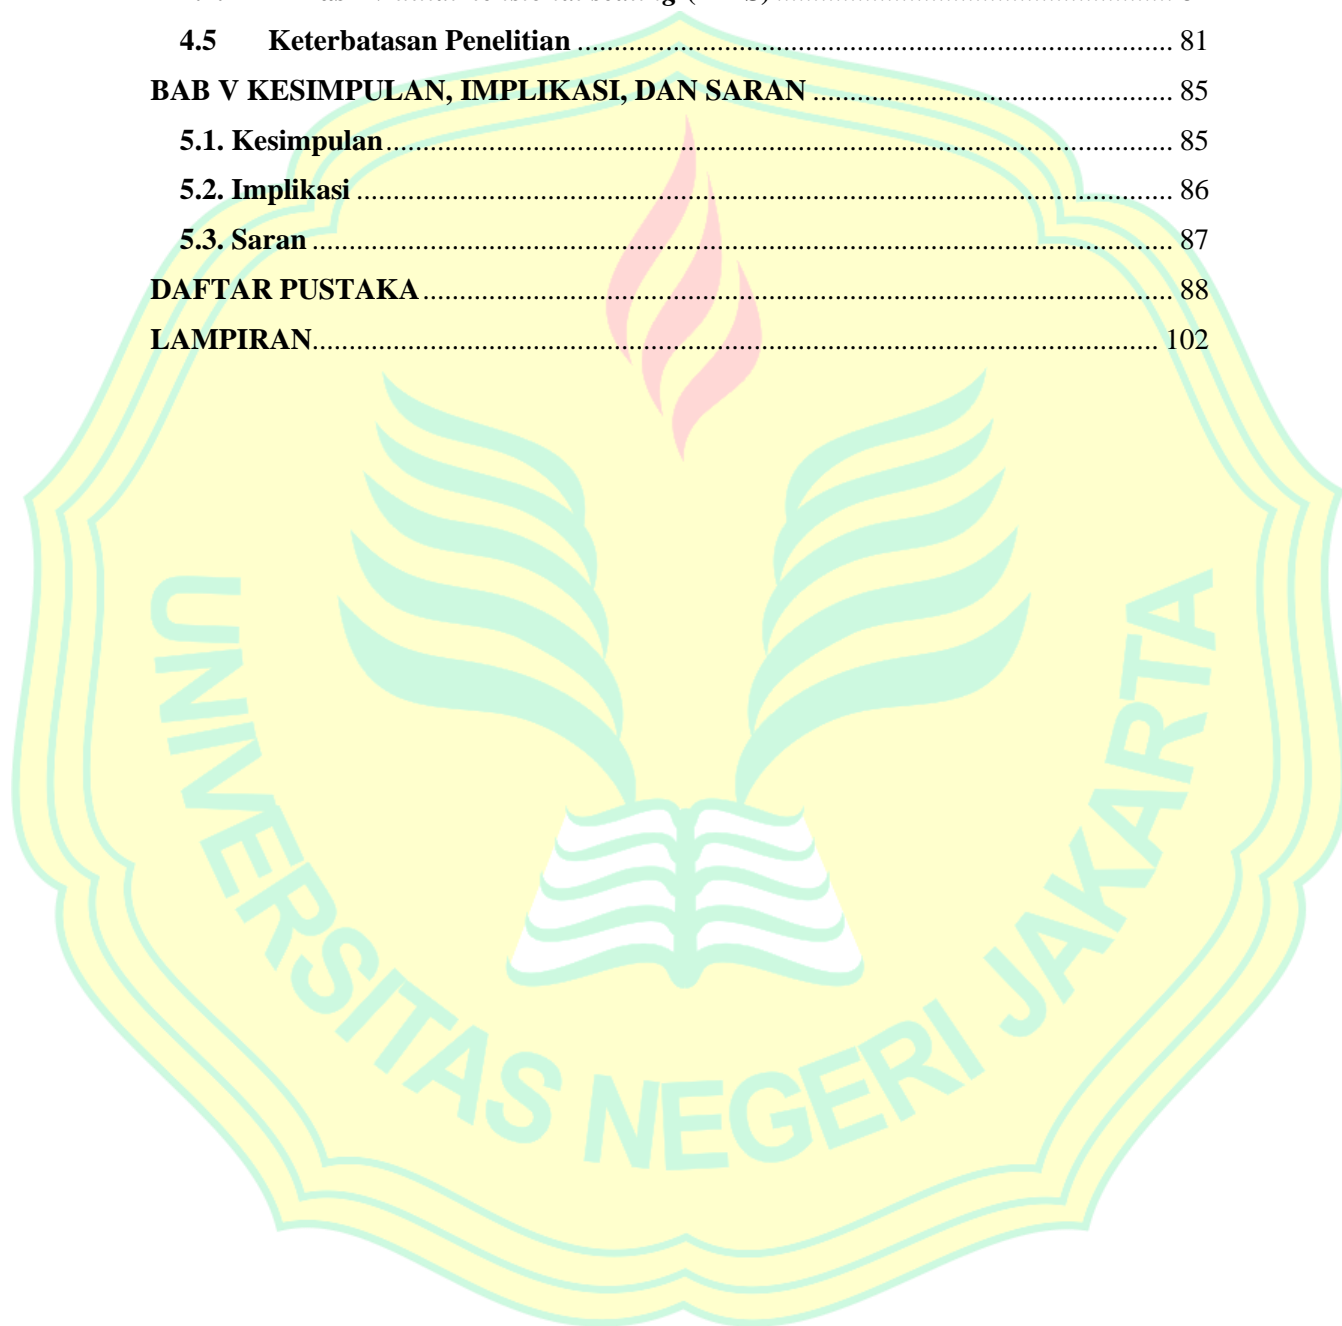 scaling
4.5 Keterbatasan Penelitian ........ 81
BAB V KESIMPULAN, IMPLIKASI, DAN SARAN ........ 85
5.1. Kesimpulan ........ 85
5.2. Implikasi ........ 86
5.3. Saran ........ 87
DAFTAR PUSTAKA ........ 88
LAMPIRAN ........ 102
UNIVERSITAS NEGERI JAKARTA